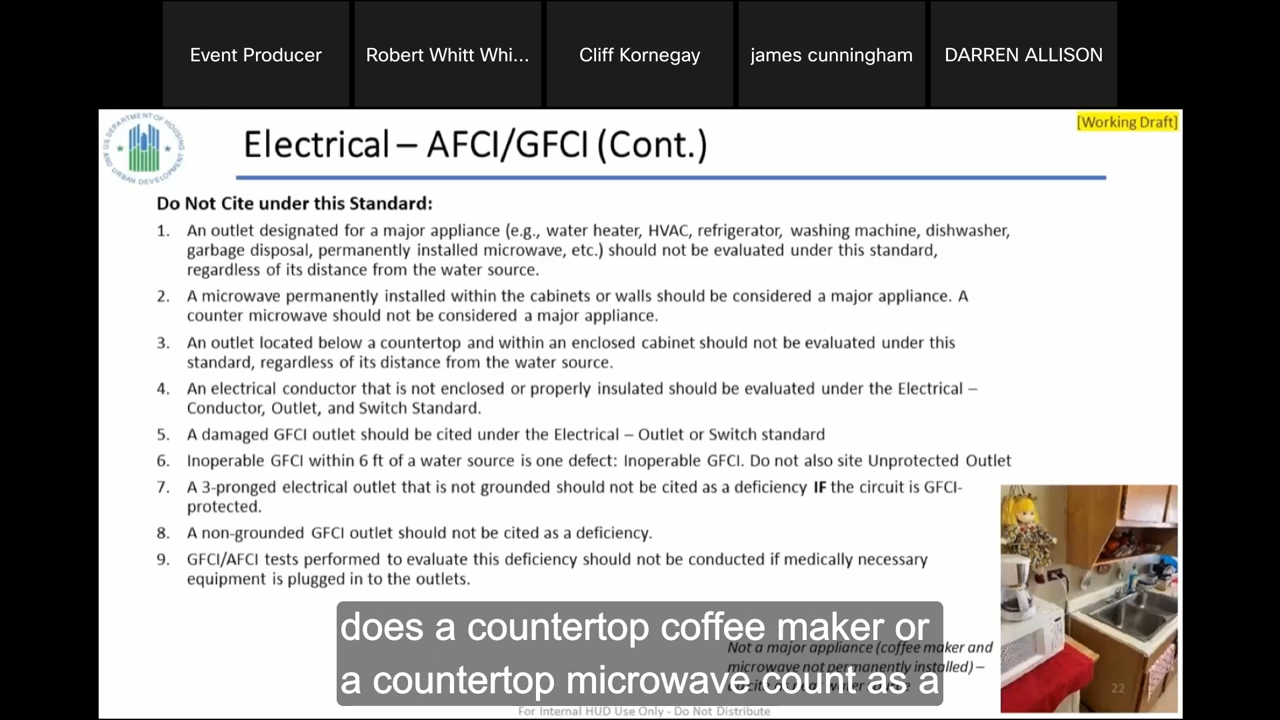 Event Producer
Robert Whitt Whi...
Cliff Kornegay
james cunningham
DARREN ALLISON
[Working Draft]
U.S. DEPARTMENT OF HOUSING AND URBAN DEVELOPMENT
Electrical – AFCI/GFCI (Cont.)
Do Not Cite under this Standard:
1. An outlet designated for a major appliance (e.g., water heater, HVAC, refrigerator, washing machine, dishwasher,
garbage disposal, permanently installed microwave, etc.) should not be evaluated under this standard,
regardless of its distance from the water source.
2. A microwave permanently installed within the cabinets or walls should be considered a major appliance. A
counter microwave should not be considered a major appliance.
3. An outlet located below a countertop and within an enclosed cabinet should not be evaluated under this
standard, regardless of its distance from the water source.
4. An electrical conductor that is not enclosed or properly insulated should be evaluated under the Electrical –
Conductor, Outlet, and Switch Standard.
5. A damaged GFCI outlet should be cited under the Electrical – Outlet or Switch standard
6. Inoperable GFCI within 6 ft of a water source is one defect: Inoperable GFCI. Do not also site Unprotected Outlet
7. A 3-pronged electrical outlet that is not grounded should not be cited as a deficiency IF the circuit is GFCI-
protected.
8. A non-grounded GFCI outlet should not be cited as a deficiency.
9. GFCI/AFCI tests performed to evaluate this deficiency should not be conducted if medically necessary
equipment is plugged in to the outlets.
does a countertop coffee maker or
a countertop microwave count as a
Not a major appliance (coffee maker and
microwave not permanently installed) –
22
For Internal HUD Use Only - Do Not Distribute